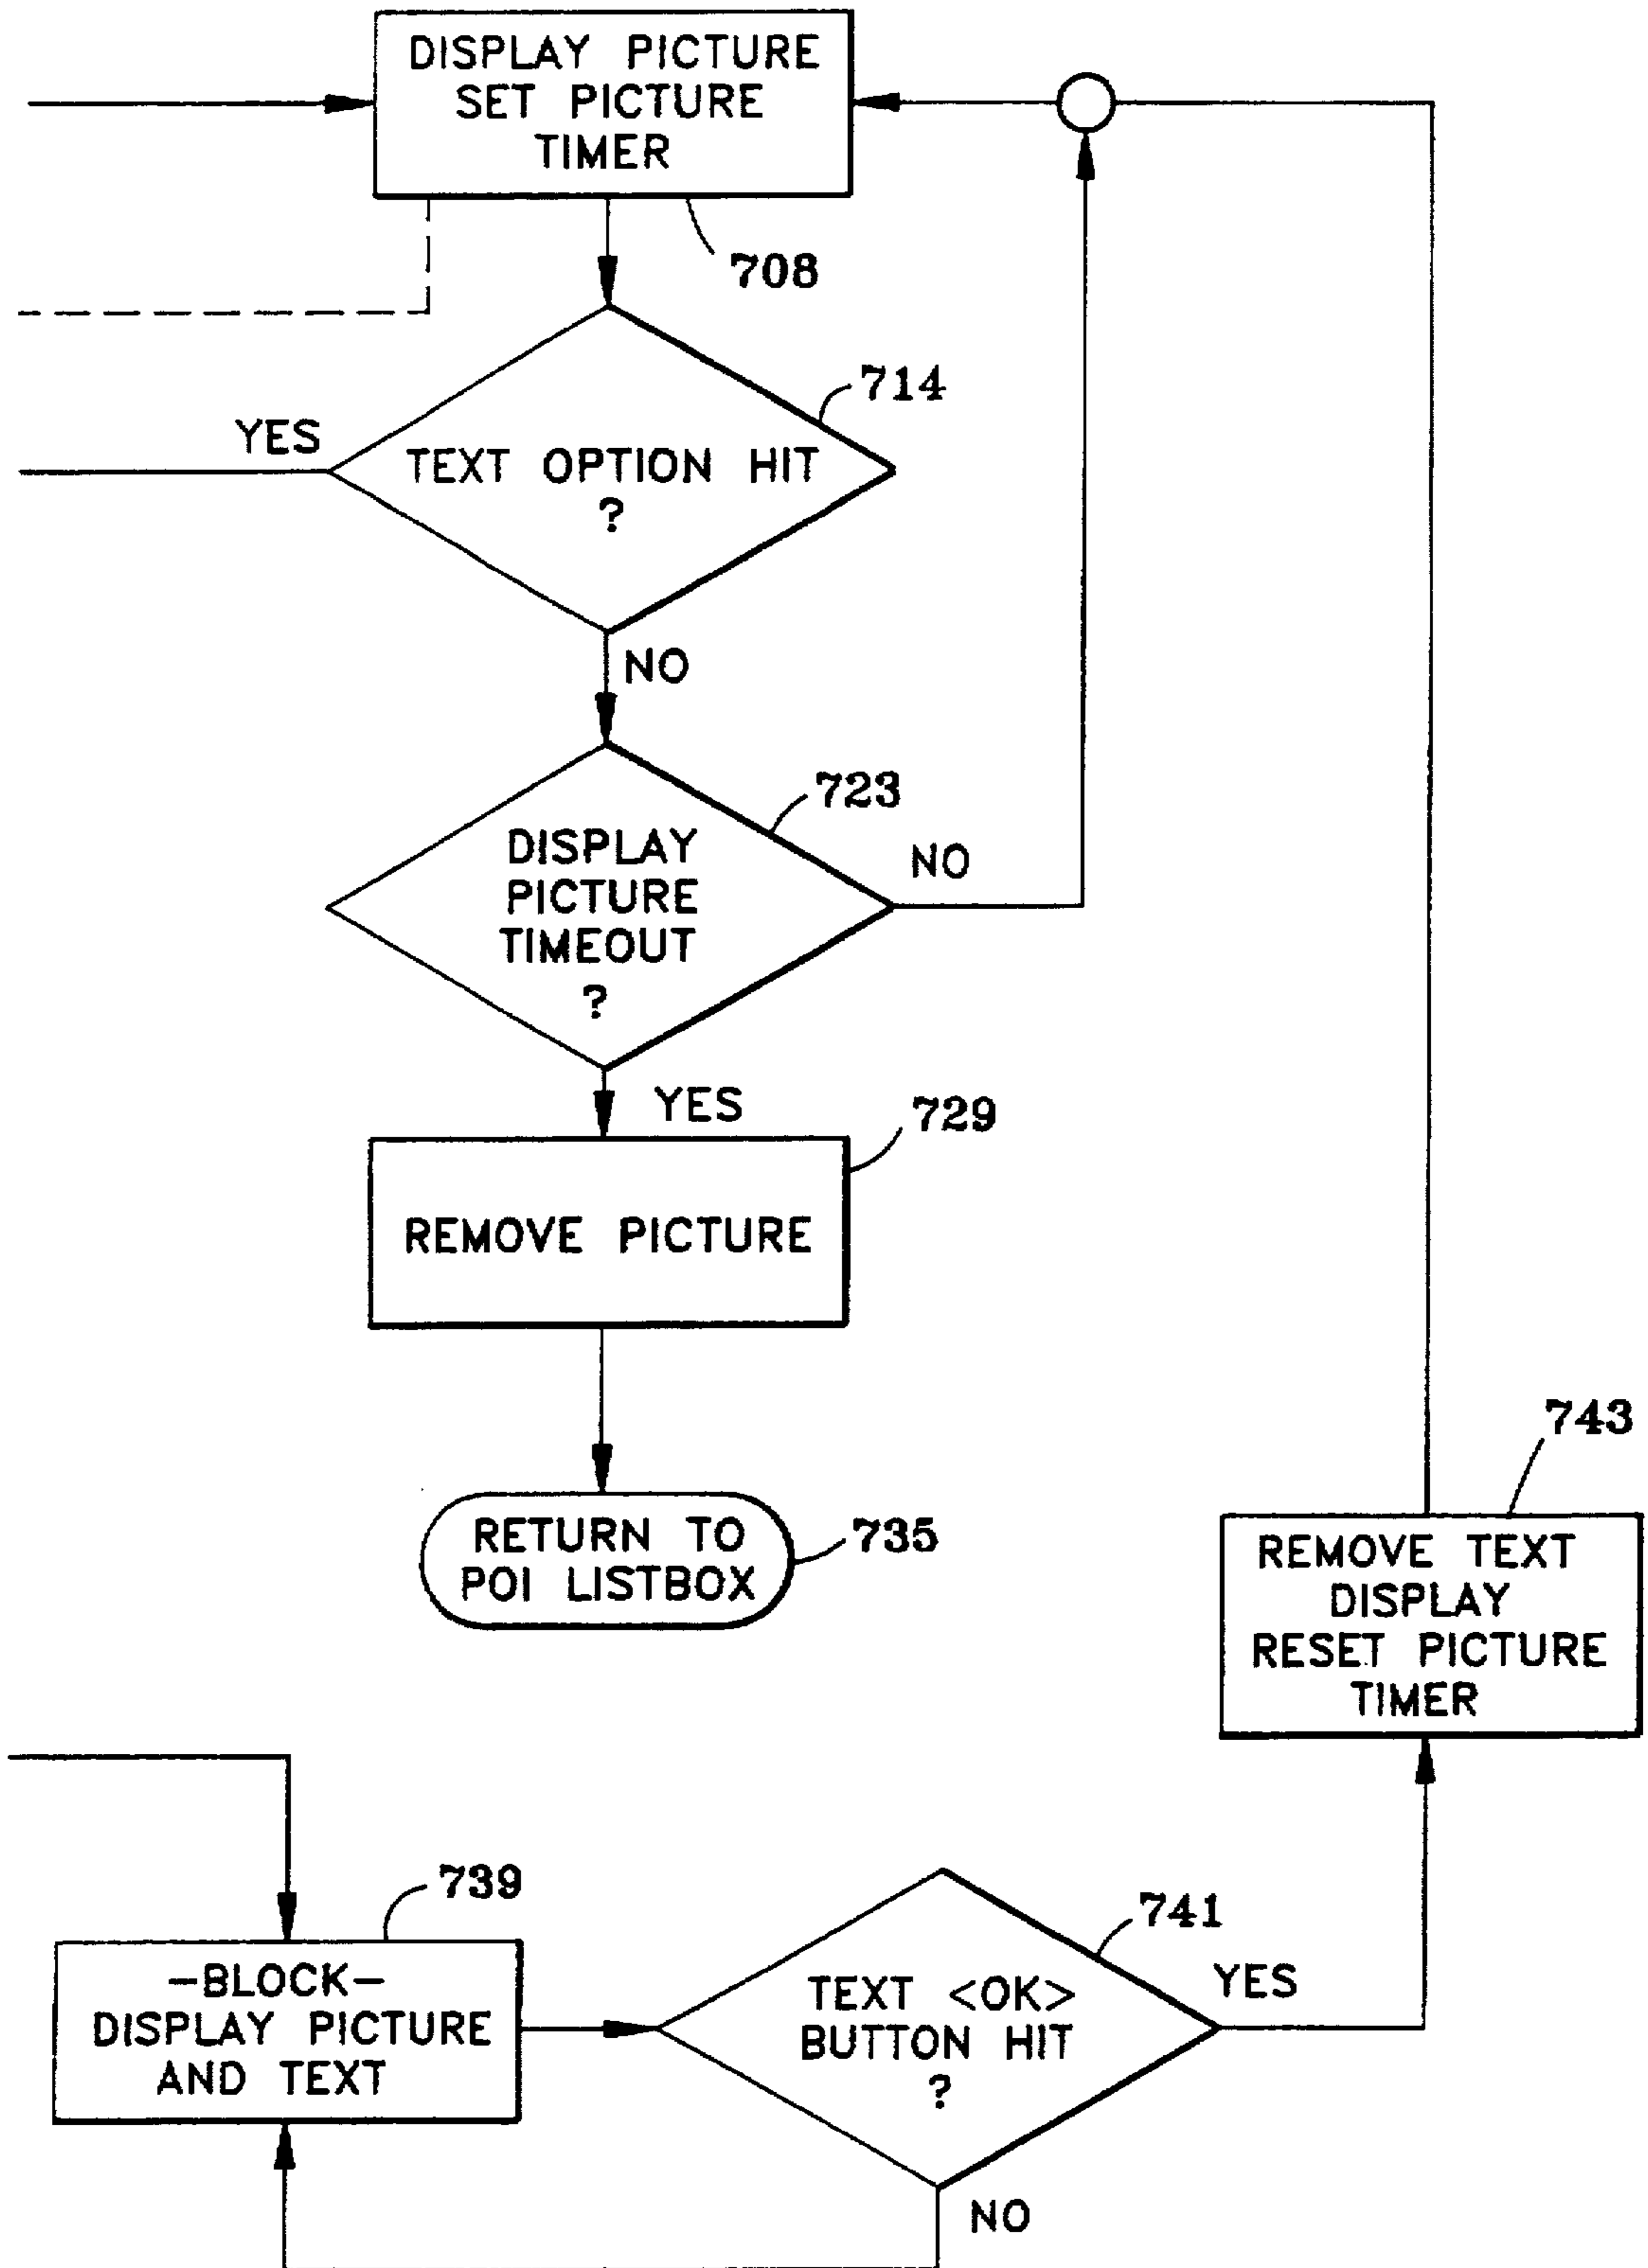 DISPLAY PICTURE
SET PICTURE
TIMER
708
714
YES
TEXT OPTION HIT
?
NO
723
DISPLAY
PICTURE
TIMEOUT
?
NO
YES
729
REMOVE PICTURE
RETURN TO
POI LISTBOX
735
743
REMOVE TEXT
DISPLAY
RESET PICTURE
TIMER
739
-BLOCK-
DISPLAY PICTURE
AND TEXT
741
TEXT <OK>
BUTTON HIT
?
YES
NO